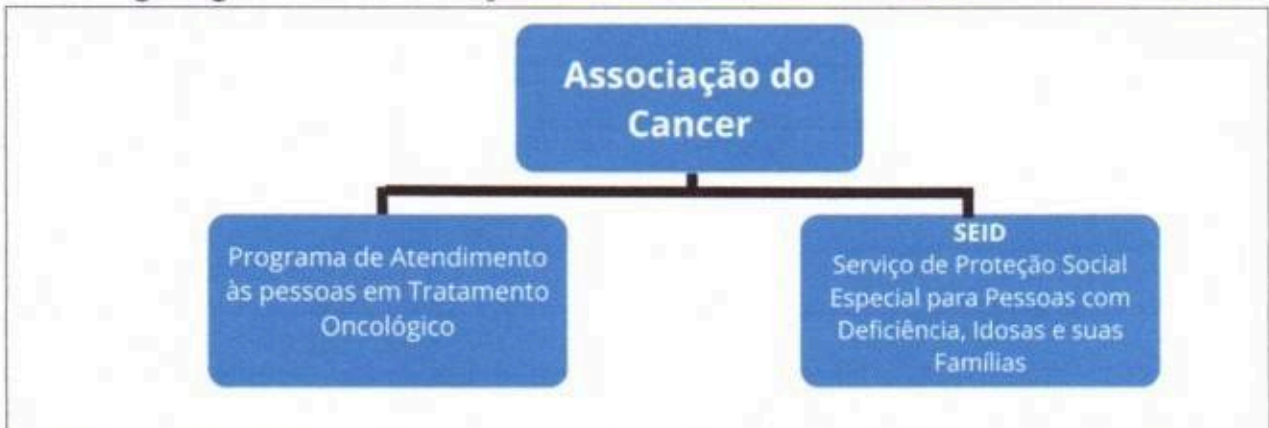 Associação do
Cancer
Programa de Atendimento
às pessoas em Tratamento
Oncológico
SEID
Serviço de Proteção Social
Especial para Pessoas com
Deficiência, Idosas e suas
Famílias